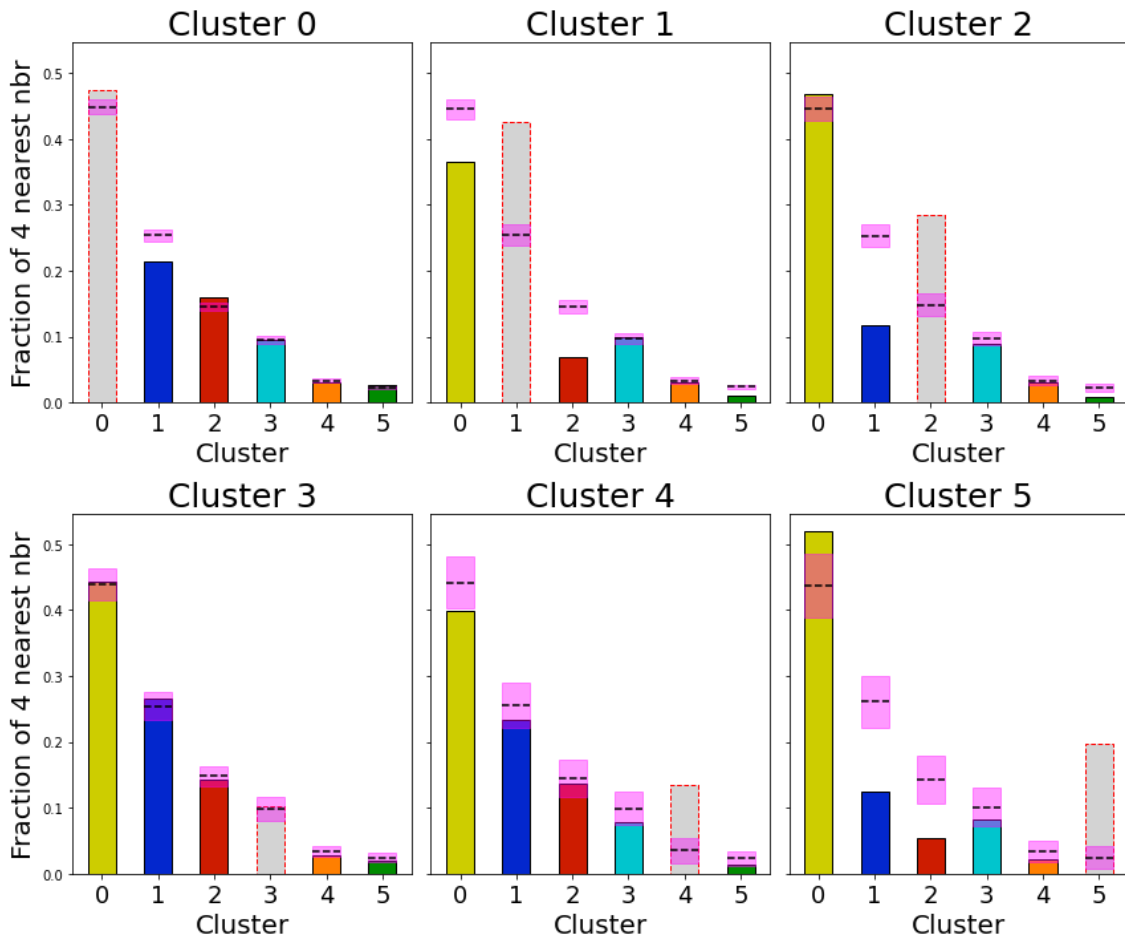 Cluster 0
Cluster 1
Cluster 2
Fraction of 4 nearest nbr
0.5
0.4
0.3
0.2
0.1
0.0
0 1 2 3 4 5
0 1 2 3 4 5
0 1 2 3 4 5
Cluster
Cluster
Cluster
Cluster 3
Cluster 4
Cluster 5
Fraction of 4 nearest nbr
0.5
0.4
0.3
0.2
0.1
0.0
0 1 2 3 4 5
0 1 2 3 4 5
0 1 2 3 4 5
Cluster
Cluster
Cluster